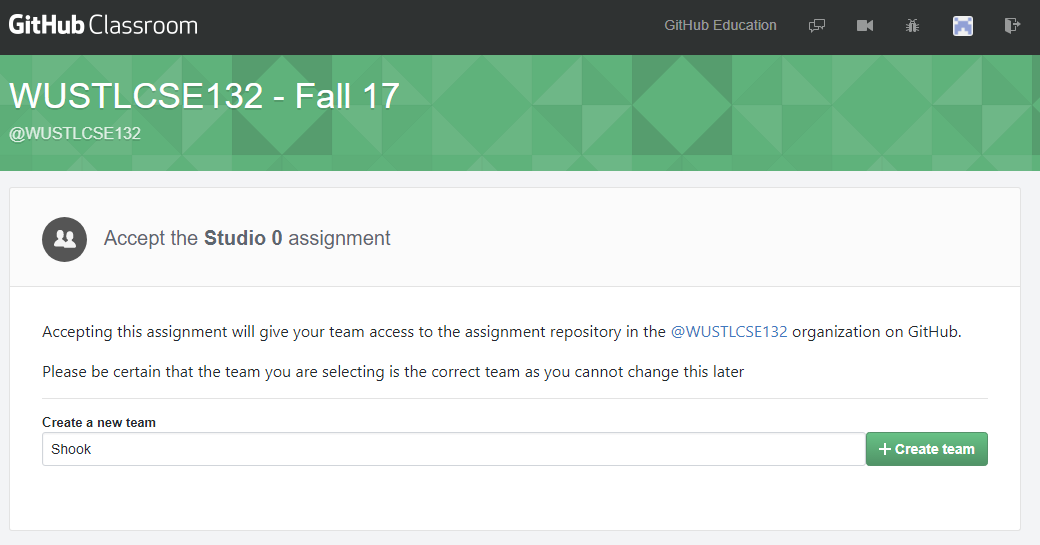 GitHub Classroom
GitHub Education
WUSTLCSE132 - Fall 17
@WUSTLCSE132
Accept the Studio 0 assignment
Accepting this assignment will give your team access to the assignment repository in the @WUSTLCSE132 organization on GitHub.
Please be certain that the team you are selecting is the correct team as you cannot change this later
Create a new team
Shook
+ Create team